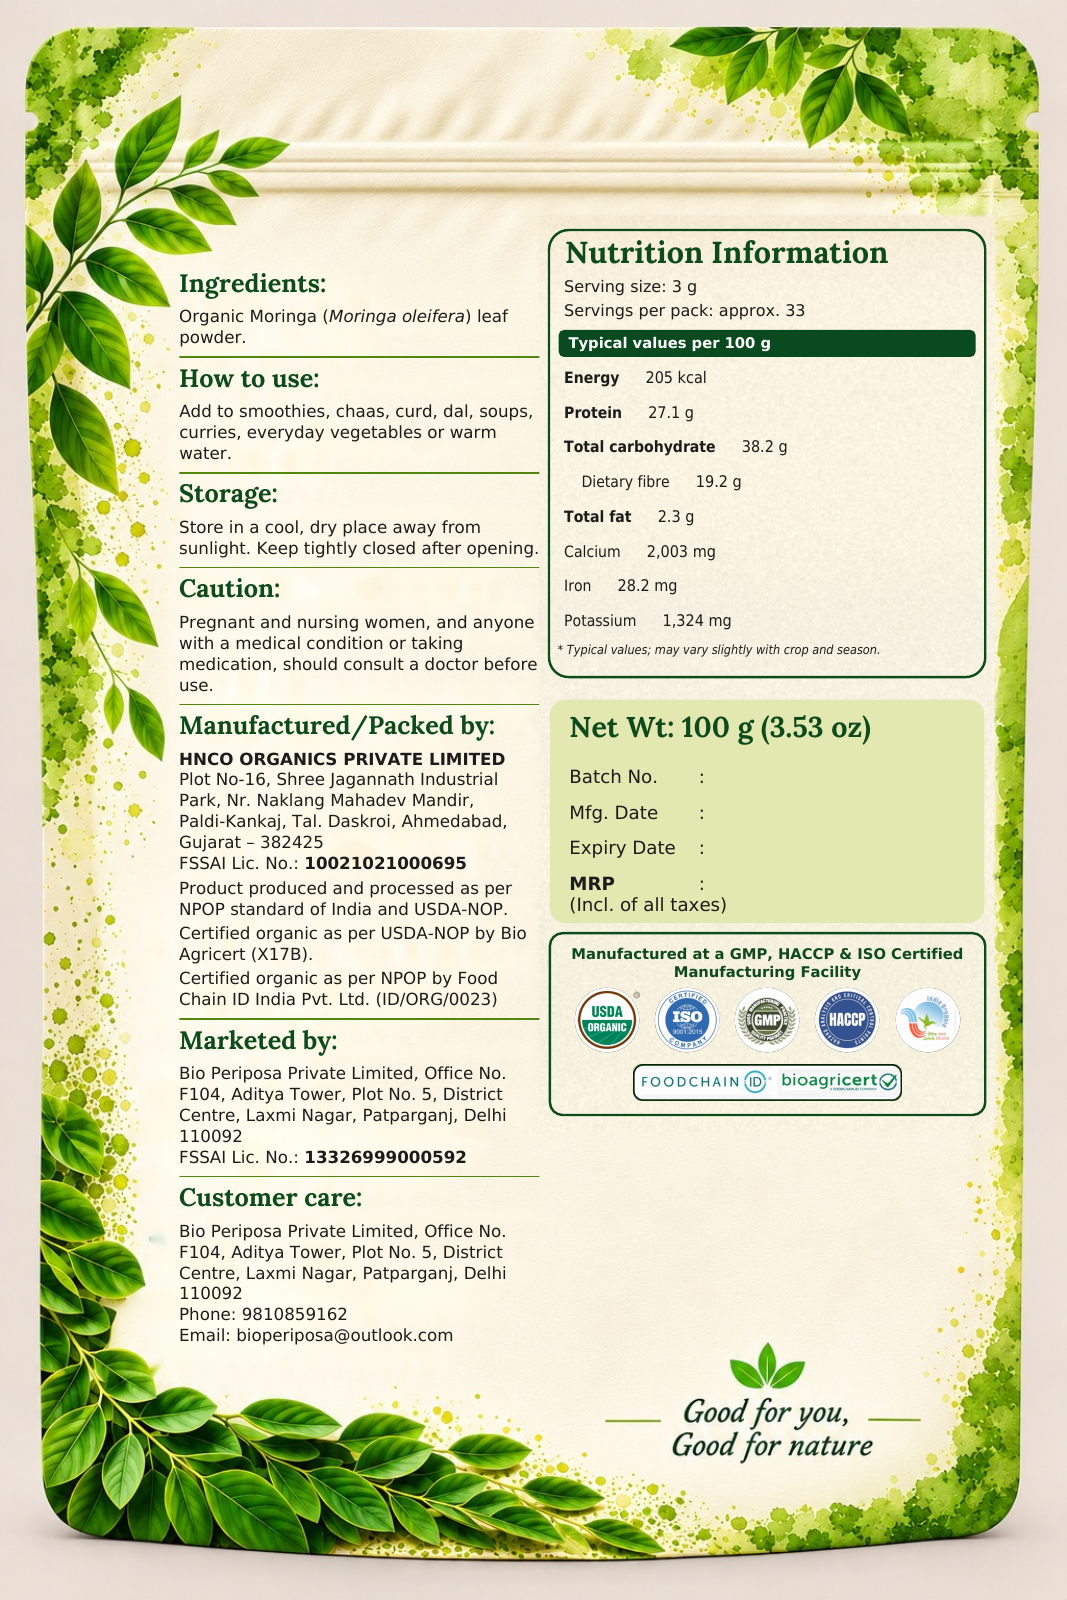 Ingredients:
Organic Moringa (Moringa oleifera) leaf
powder.
How to use:
Add to smoothies, chaas, curd, dal, soups,
curries, everyday vegetables or warm
water.
Storage:
Store in a cool, dry place away from
sunlight. Keep tightly closed after opening.
Caution:
Pregnant and nursing women, and anyone
with a medical condition or taking
medication, should consult a doctor before
use.
Manufactured/Packed by:
HNCO ORGANICS PRIVATE LIMITED
Plot No-16, Shree Jagannath Industrial
Park, Nr. Naklang Mahadev Mandir,
Paldi-Kankaj, Tal. Daskroi, Ahmedabad,
Gujarat – 382425
FSSAI Lic. No.: 10021021000695
Product produced and processed as per
NPOP standard of India and USDA-NOP.
Certified organic as per USDA-NOP by Bio
Agricert (X17B).
Certified organic as per NPOP by Food
Chain ID India Pvt. Ltd. (ID/ORG/0023)
Marketed by:
Bio Periposa Private Limited, Office No.
F104, Aditya Tower, Plot No. 5, District
Centre, Laxmi Nagar, Patparganj, Delhi
110092
FSSAI Lic. No.: 13326999000592
Customer care:
Bio Periposa Private Limited, Office No.
F104, Aditya Tower, Plot No. 5, District
Centre, Laxmi Nagar, Patparganj, Delhi
110092
Phone: 9810859162
Email: bioperiposa@outlook.com
Nutrition Information
Serving size: 3 g
Servings per pack: approx. 33
Typical values per 100 g
Energy 205 kcal
Protein 27.1 g
Total carbohydrate 38.2 g
Dietary fibre 19.2 g
Total fat 2.3 g
Calcium 2,003 mg
Iron 28.2 mg
Potassium 1,324 mg
* Typical values; may vary slightly with crop and season.
Net Wt: 100 g (3.53 oz)
Batch No. :
Mfg. Date :
Expiry Date :
MRP :
(Incl. of all taxes)
Manufactured at a GMP, HACCP & ISO Certified
Manufacturing Facility
USDA
ORGANIC
®
CERTIFIED
ISO
9001:2015
COMPANY
GMP
HACCP
India Organic
FOODCHAIN ID
bioagricert
Good for you,
Good for nature